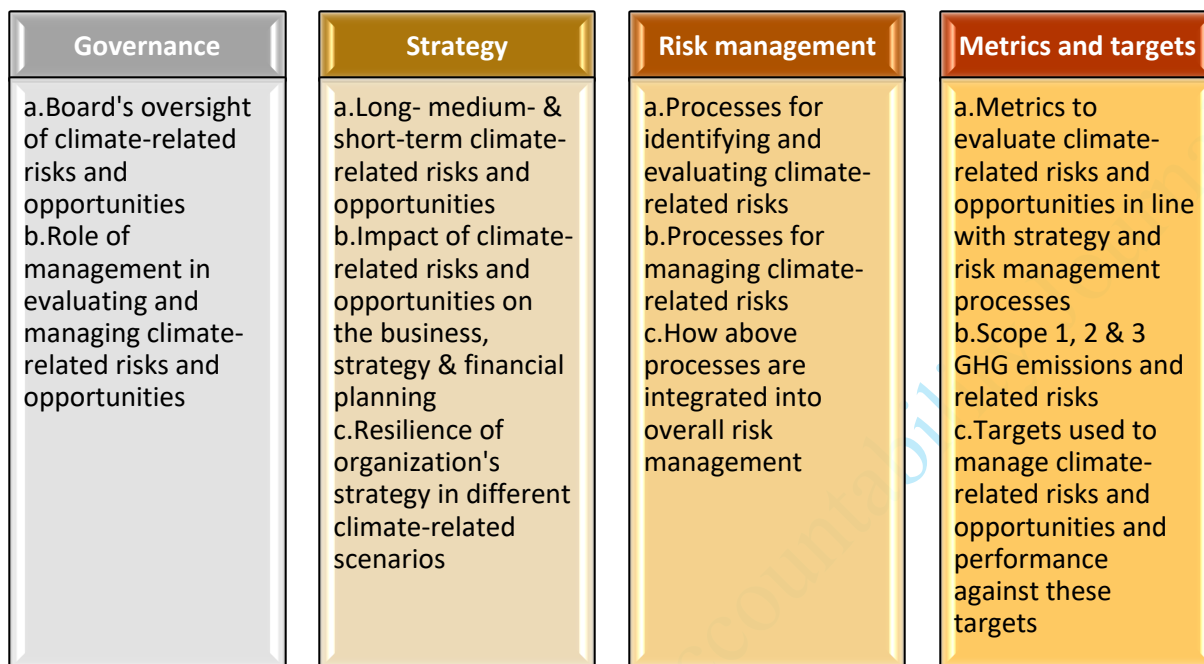 Governance
a.Board's oversight
of climate-related
risks and
opportunities
b.Role of
management in
evaluating and
managing climate-
related risks and
opportunities
Strategy
a.Long- medium- &
short-term climate-
related risks and
opportunities
b.Impact of climate-
related risks and
opportunities on
the business,
strategy & financial
planning
c.Resilience of
organization's
strategy in different
climate-related
scenarios
Risk management
a.Processes for
identifying and
evaluating climate-
related risks
b.Processes for
managing climate-
related risks
c.How above
processes are
integrated into
overall risk
management
Metrics and targets
a.Metrics to
evaluate climate-
related risks and
opportunities in line
with strategy and
risk management
processes
b.Scope 1, 2 & 3
GHG emissions and
related risks
c.Targets used to
manage climate-
related risks and
opportunities and
performance
against these
targets